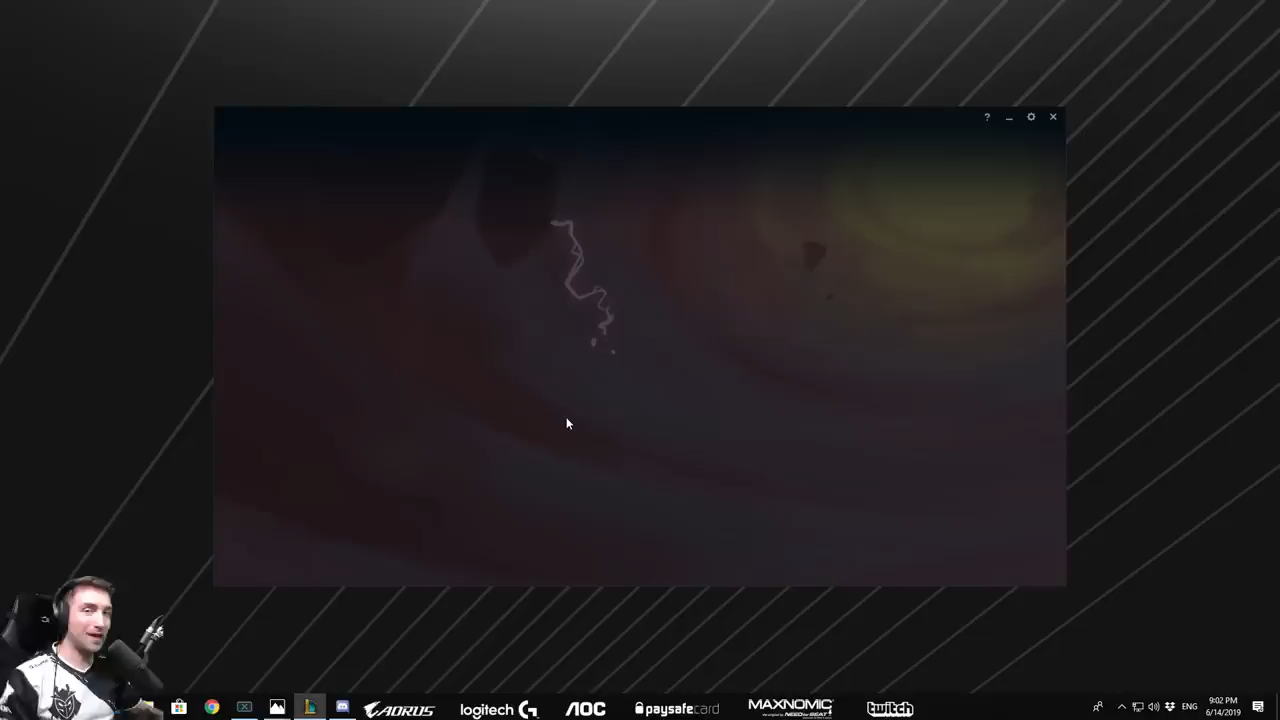 ?
9:02 PM
AORUS logitech G AOC paysafecard MAXNOMIC twitch ENG
6/14/2019